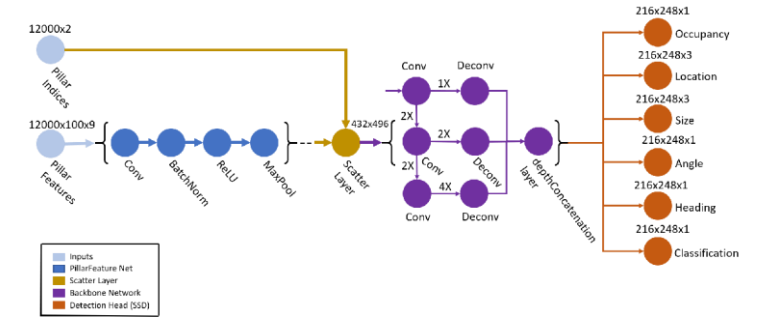 12000x2
Pillar
Indices
12000x100x9
Pillar
Features
Conv
BatchNorm
ReLU
MaxPool
432x496
Scatter
Layer
Conv
Deconv
1X
2X
2X
Conv
Deconv
2X
4X
Conv
Deconv
depthConcatenation
layer
216x248x1
Occupancy
216x248x3
Location
216x248x3
Size
216x248x1
Angle
216x248x1
Heading
216x248x1
Classification
Inputs
PillarFeature Net
Scatter Layer
Backbone Network
Detection Head (SSD)